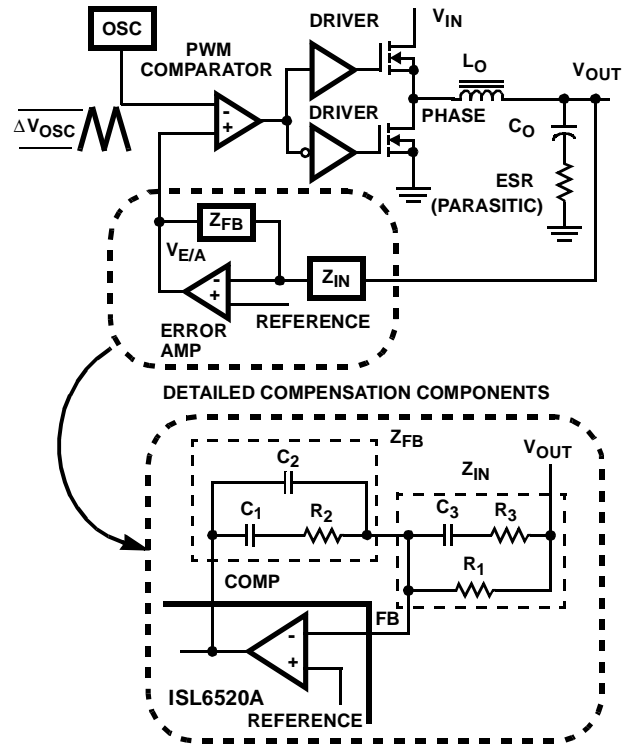 OSC
PWM
COMPARATOR
DRIVER
V_IN
DRIVER
L_O
V_OUT
PHASE
C_O
ΔV_OSC
-
+
ESR
(PARASITIC)
Z_FB
V_E/A
-
+
Z_IN
REFERENCE
ERROR
AMP
DETAILED COMPENSATION COMPONENTS
Z_FB
C_2
C_1
R_2
V_OUT
Z_IN
C_3
R_3
R_1
COMP
FB
-
+
ISL6520A
REFERENCE